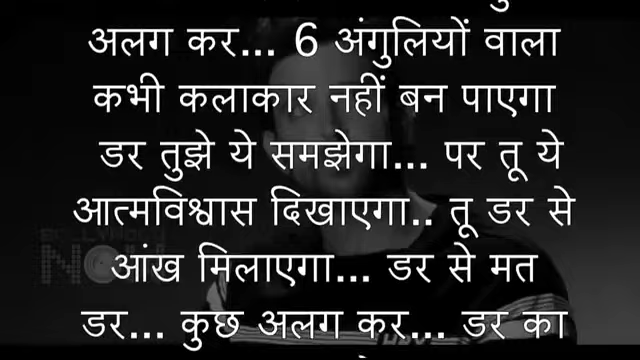 अलग कर... 6 अंगुलियों वाला
कभी कलाकार नहीं बन पाएगा
डर तुझे ये समझेगा... पर तू ये
आत्मविश्वास दिखाएगा.. तू डर से
आंख मिलाएगा... डर से मत
डर... कुछ अलग कर... डर का